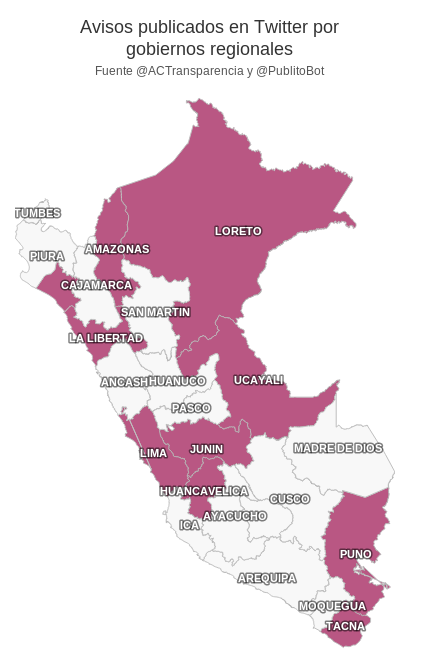 Avisos publicados en Twitter por
gobiernos regionales
Fuente @ACTransparencia y @PublitoBot
TUMBES
LORETO
AMAZONAS
PIURA
CAJAMARCA
SAN MARTIN
LA LIBERTAD
ANCASH
HUANUCO
UCAYALI
PASCO
LIMA
JUNIN
MADRE DE DIOS
HUANCAVELICA
CUSCO
AYACUCHO
ICA
PUNO
AREQUIPA
MOQUEGUA
TACNA